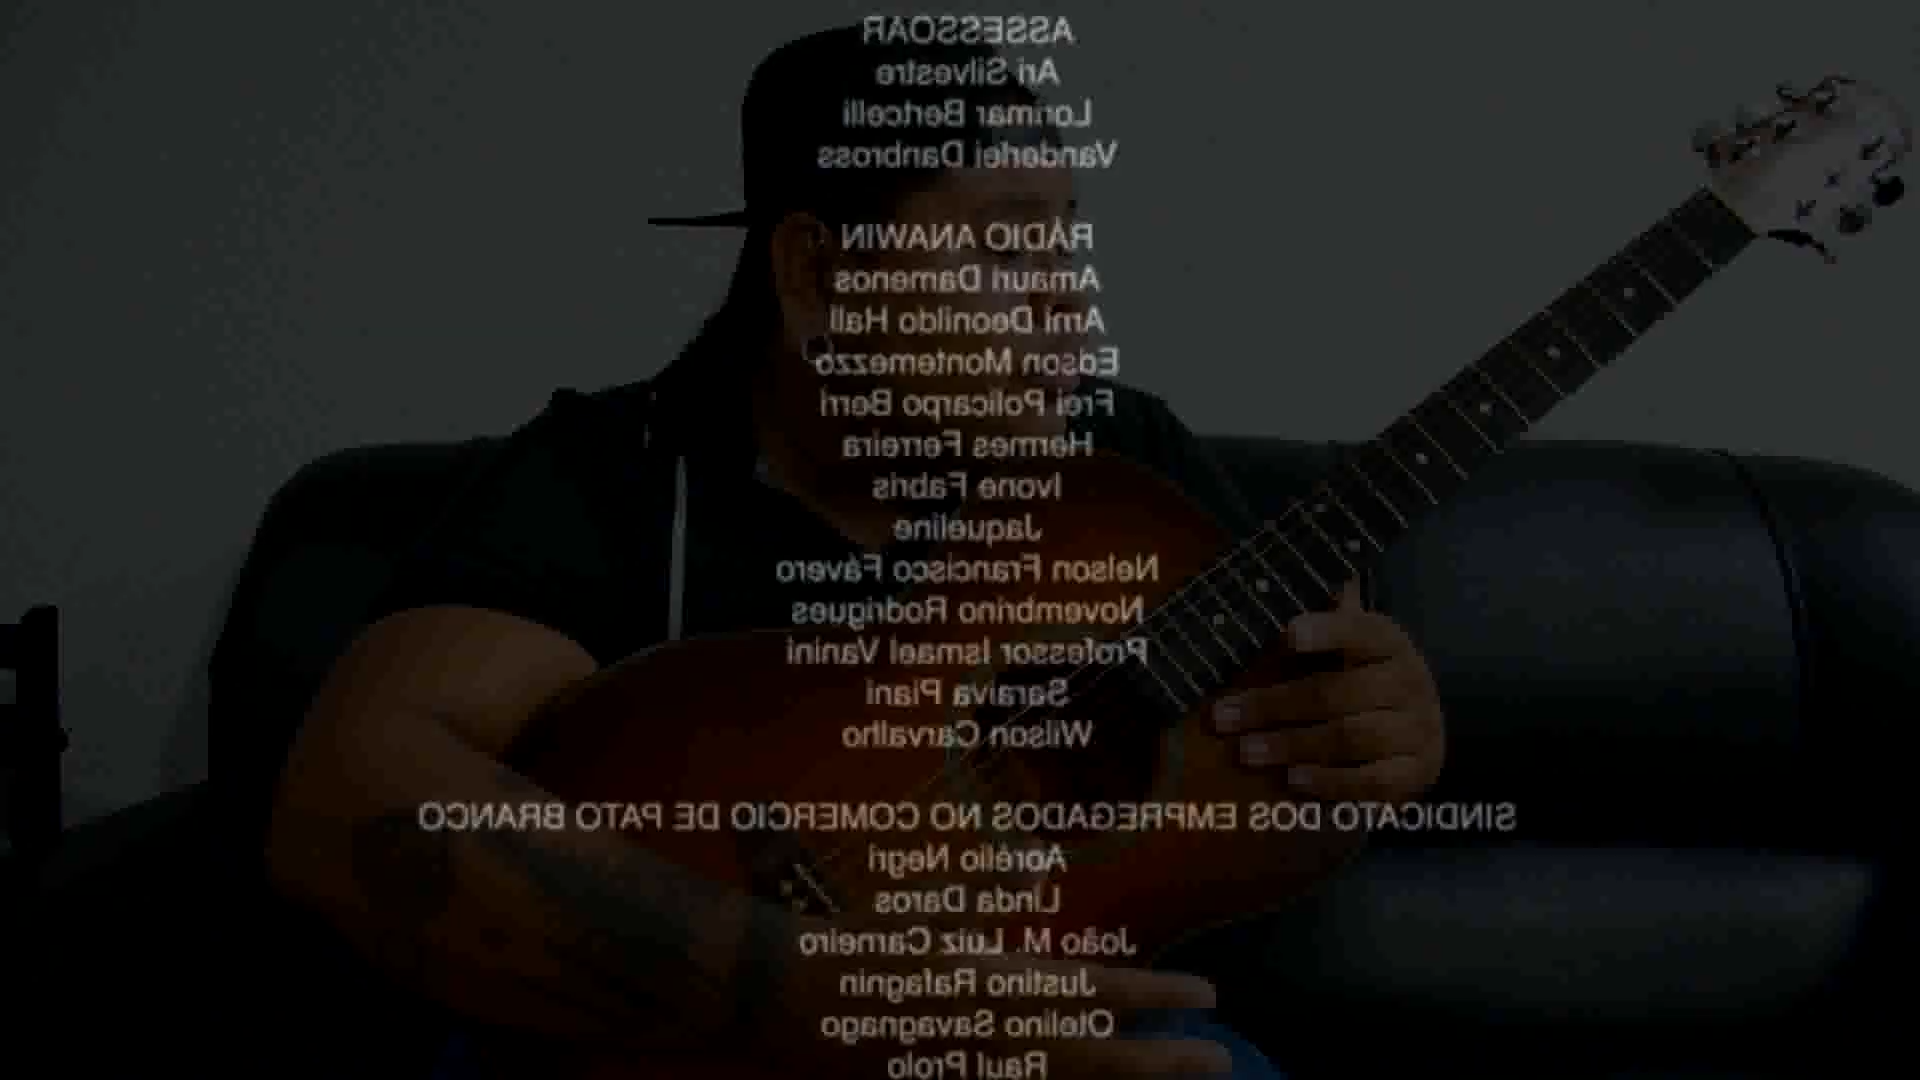 ASSESSOAR
Ari Silvestre
Lorimar Bertcelli
Vanderlei Danbross
RÁDIO ANAWIN
Amauri Damenos
Arni Deonildo Hall
Edson Montemezzo
Frei Policarpo Berri
Hermes Ferreira
Ivone Fabris
Jaqueline
Nelson Francisco Fávero
Novembrino Rodrigues
Professor Ismael Vanini
Saraiva Piani
Wilson Carvalho
SINDICATO DOS EMPREGADOS NO COMERCIO DE PATO BRANCO
Aorélio Negri
Linda Daros
João M. Luiz Carneiro
Justino Rafagnin
Otelino Savagnago
Raul Prolo